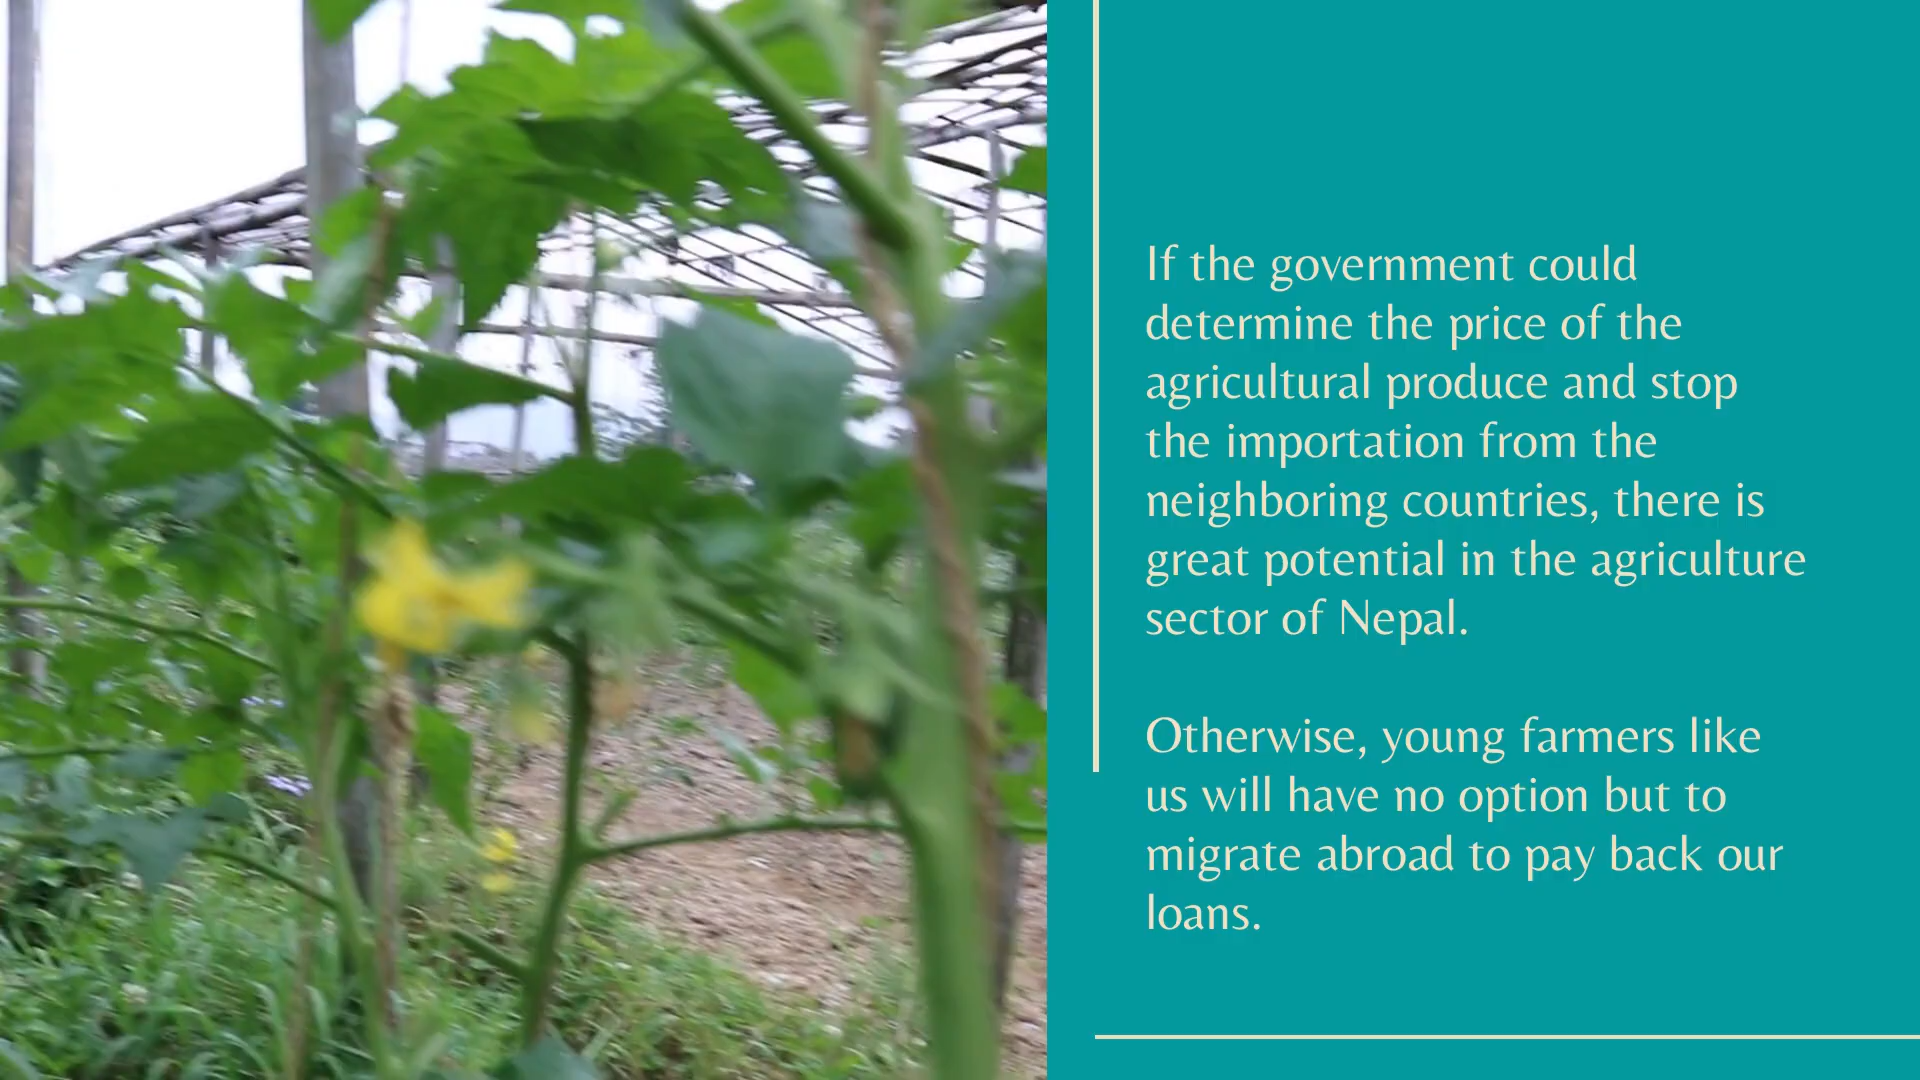 If the government could
determine the price of the
agricultural produce and stop
the importation from the
neighboring countries, there is
great potential in the agriculture
sector of Nepal.
Otherwise, young farmers like
us will have no option but to
migrate abroad to pay back our
loans.